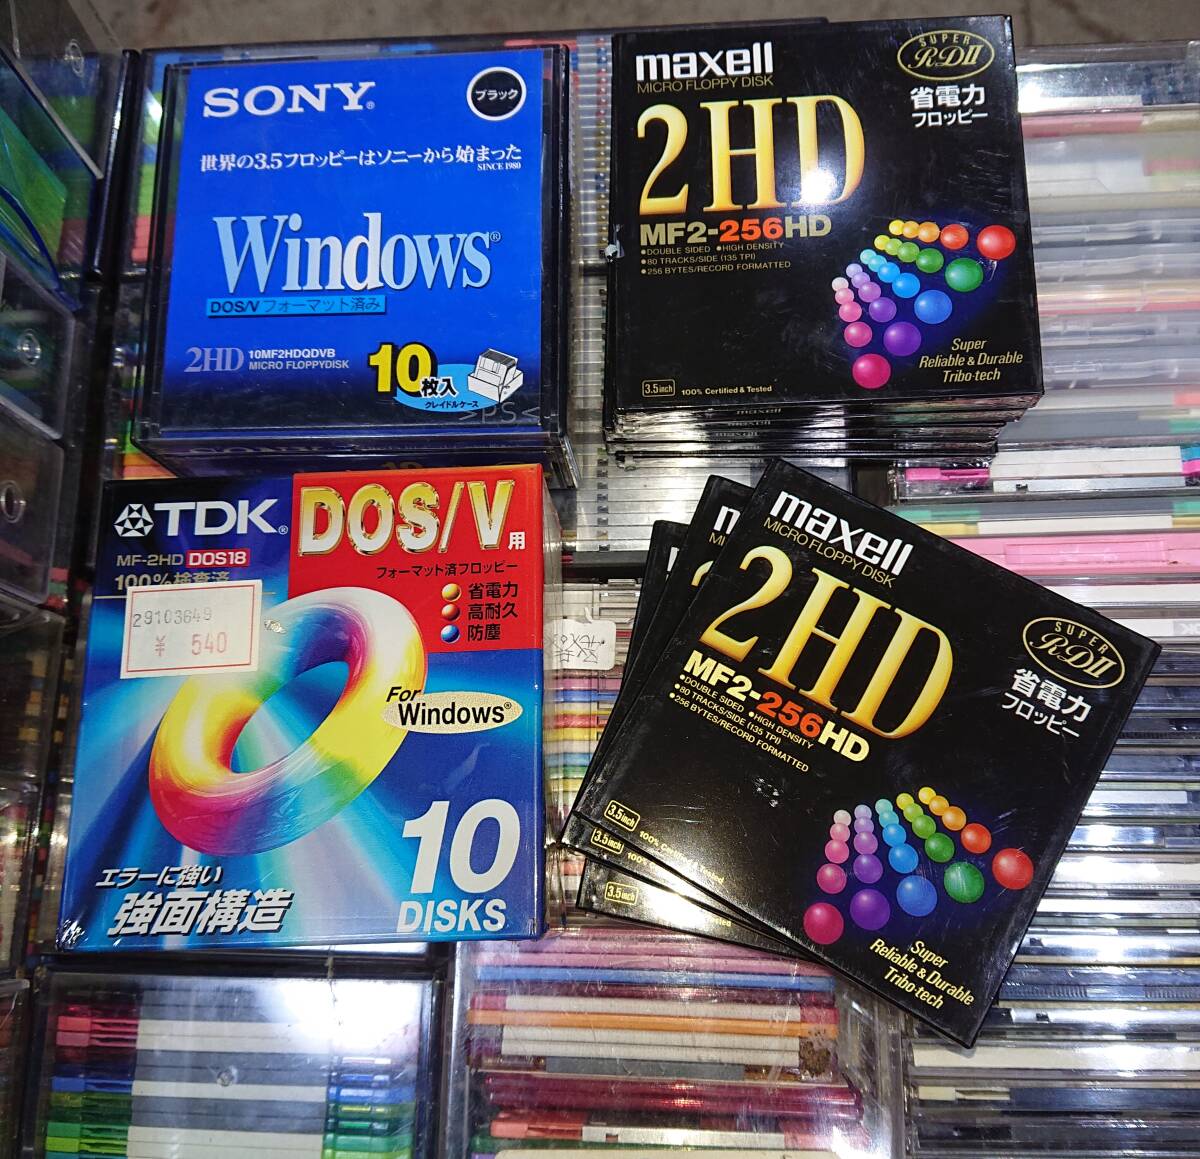 SONY®
ブラック
世界の3.5フロッピーはソニーから始まった
SINCE 1980
Windows®
DOS/V フォーマット済み
2HD 10MF2HDQDVB
MICRO FLOPPYDISK
10枚入
クレイドルケース
maxell
MICRO FLOPPY DISK
SUPER
RDII
省電力
フロッピー
2HD
MF2-256HD
•DOUBLE SIDED •HIGH DENSITY
•80 TRACKS/SIDE (135 TPI)
•256 BYTES/RECORD FORMATTED
Super
Reliable & Durable
Tribo-tech
3.5inch 100% Certified & Tested
maxell
maxell
TDK®
MF-2HD DOS18
100%検査済
29103649
¥ 540
DOS/V用
フォーマット済フロッピー
省電力
高耐久
防塵
For
Windows®
10
DISKS
エラーに強い
強面構造
maxell
MICRO FLOPPY DISK
SUPER
RDII
省電力
フロッピー
2HD
MF2-256HD
•DOUBLE SIDED •HIGH DENSITY
•80 TRACKS/SIDE (135 TPI)
•256 BYTES/RECORD FORMATTED
3.5inch 100% Certified & Tested
Super
Reliable & Durable
Tribo-tech
3.5inch 100%
3.5inch